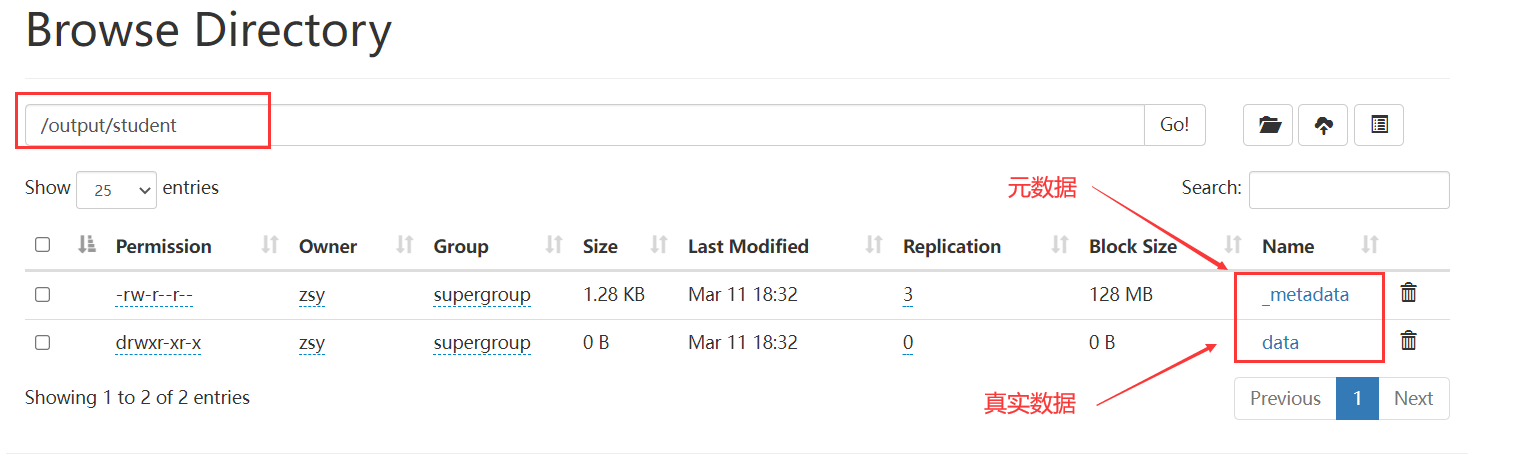 Browse Directory
/output/student Go!
Show 25 entries 元数据 Search:
Permission Owner Group Size Last Modified Replication Block Size Name
-rw-r--r-- zsy supergroup 1.28 KB Mar 11 18:32 3 128 MB _metadata
drwxr-xr-x zsy supergroup 0 B Mar 11 18:32 0 0 B data
Showing 1 to 2 of 2 entries 真实数据 Previous 1 Next